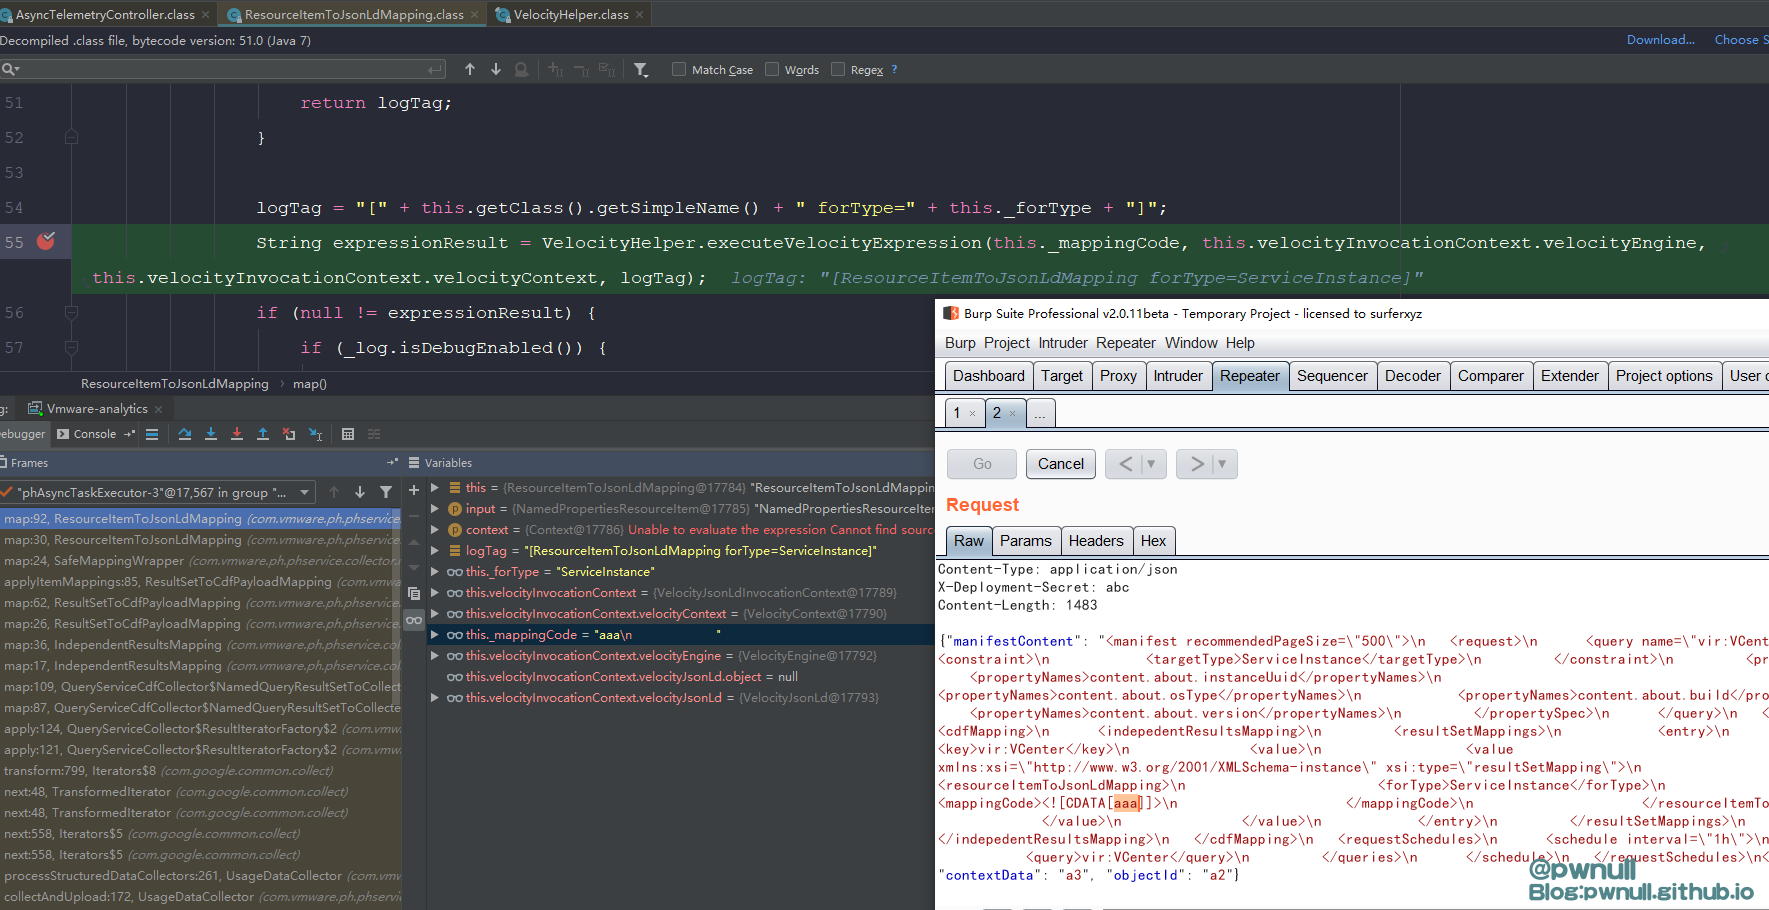 AsyncTelemetryController.class
ResourceItemToJsonLdMapping.class
VelocityHelper.class
Decompiled .class file, bytecode version: 51.0 (Java 7)
Download... Choose S
Match Case Words Regex ?
51 return logTag;
52 }
53
54 logTag = "[" + this.getClass().getSimpleName() + " forType=" + this._forType + "]";
55 String expressionResult = VelocityHelper.executeVelocityExpression(this._mappingCode, this.velocityInvocationContext.velocityEngine,
this.velocityInvocationContext.velocityContext, logTag); logTag: "[ResourceItemToJsonLdMapping forType=ServiceInstance]"
56 if (null != expressionResult) {
57 if (_log.isDebugEnabled()) {
ResourceItemToJsonLdMapping › map()
g: Vmware-analytics
ebugger Console
Frames
"phAsyncTaskExecutor-3"@17,567 in group "...
map:92, ResourceItemToJsonLdMapping (com.vmware.ph.phservice.
map:30, ResourceItemToJsonLdMapping (com.vmware.ph.phservice.
map:24, SafeMappingWrapper (com.vmware.ph.phservice.collector.
applyItemMappings:85, ResultSetToCdfPayloadMapping (com.vmwa
map:62, ResultSetToCdfPayloadMapping (com.vmware.ph.phservice
map:26, ResultSetToCdfPayloadMapping (com.vmware.ph.phservice
map:36, IndependentResultsMapping (com.vmware.ph.phservice.col
map:17, IndependentResultsMapping (com.vmware.ph.phservice.col
map:109, QueryServiceCdfCollector$NamedQueryResultSetToCollect
map:87, QueryServiceCdfCollector$NamedQueryResultSetToCollecte
apply:124, QueryServiceCollector$ResultIteratorFactory$2 (com.vmw
apply:121, QueryServiceCollector$ResultIteratorFactory$2 (com.vmw
transform:799, Iterators$8 (com.google.common.collect)
next:48, TransformedIterator (com.google.common.collect)
next:48, TransformedIterator (com.google.common.collect)
next:558, Iterators$5 (com.google.common.collect)
next:558, Iterators$5 (com.google.common.collect)
processStructuredDataCollectors:261, UsageDataCollector (com.vmw
collectAndUpload:172, UsageDataCollector (com.vmware.ph.phservi
Variables
this = {ResourceItemToJsonLdMapping@17784} "ResourceItemToJsonLdMappin
input = {NamedPropertiesResourceItem@17785} "NamedPropertiesResourceIter
context = {Context@17786} Unable to evaluate the expression Cannot find sourc
logTag = "[ResourceItemToJsonLdMapping forType=ServiceInstance]"
this._forType = "ServiceInstance"
this.velocityInvocationContext = {VelocityJsonLdInvocationContext@17789}
this.velocityInvocationContext.velocityContext = {VelocityContext@17790}
this._mappingCode = "aaa\n "
this.velocityInvocationContext.velocityEngine = {VelocityEngine@17792}
this.velocityInvocationContext.velocityJsonLd.object = null
this.velocityInvocationContext.velocityJsonLd = {VelocityJsonLd@17793}
Burp Suite Professional v2.0.11beta - Temporary Project - licensed to surferxyz
Burp Project Intruder Repeater Window Help
Dashboard Target Proxy Intruder Repeater Sequencer Decoder Comparer Extender Project options User o
1 × 2 × ...
Go Cancel < ▼ > ▼
Request
Raw Params Headers Hex
Content-Type: application/json
X-Deployment-Secret: abc
Content-Length: 1483
{"manifestContent": "<manifest recommendedPageSize=\"500\">\n <request>\n <query name=\"vir:VCent
<constraint>\n <targetType>ServiceInstance</targetType>\n </constraint>\n <pr
<propertyNames>content.about.instanceUuid</propertyNames>\n
<propertyNames>content.about.osType</propertyNames>\n <propertyNames>content.about.build</pro
<propertyNames>content.about.version</propertyNames>\n </propertySpec>\n </query>\n <
<cdfMapping>\n <indepedentResultsMapping>\n <resultSetMappings>\n <entry>\n
<key>vir:VCenter</key>\n <value>\n <value
xmlns:xsi=\"http://www.w3.org/2001/XMLSchema-instance\" xsi:type=\"resultSetMapping\">\n
<resourceItemToJsonLdMapping>\n <forType>ServiceInstance</forType>\n
<mappingCode><![CDATA[aaa]]>\n </mappingCode>\n </resourceItemTo
</value>\n </value>\n </entry>\n </resultSetMappings>\n
</indepedentResultsMapping>\n </cdfMapping>\n <requestSchedules>\n <schedule interval=\"1h\">\n
<query>vir:VCenter</query>\n </queries>\n </schedule>\n </requestSchedules>\n<
"contextData": "a3", "objectId": "a2"}
@pwnull
Blog:pwnull.github.io